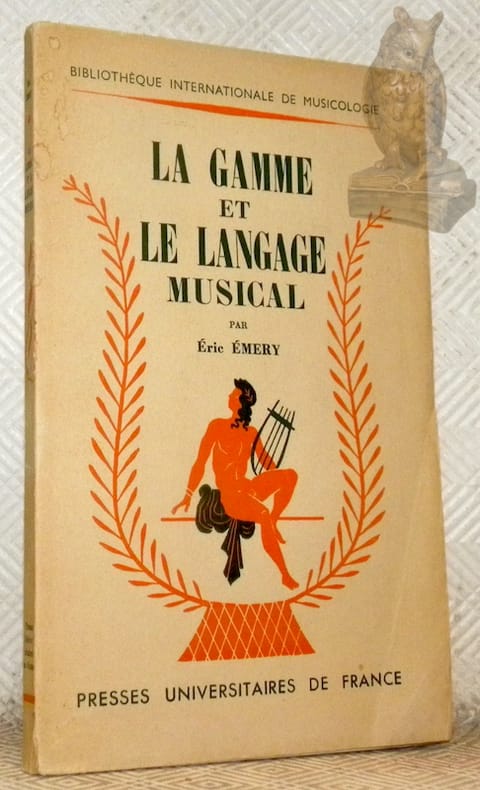 BIBLIOTHÈQUE INTERNATIONALE DE MUSICOLOGIE
LA GAMME
ET
LE LANGAGE
MUSICAL
PAR
Éric ÉMERY
PRESSES UNIVERSITAIRES DE FRANCE